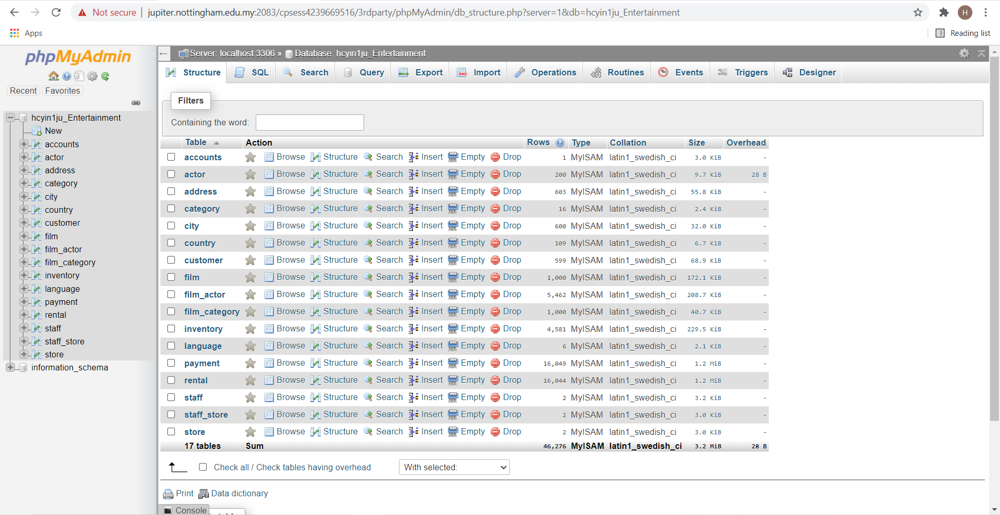 Not secure | jupiter.nottingham.edu.my:2083/cpsess4239669516/3rdparty/phpMyAdmin/db_structure.php?server=1&db=hcyin1ju_Entertainment H
Apps Reading list
phpMyAdmin
Recent Favorites
hcyin1ju_Entertainment
New
accounts
actor
address
category
city
country
customer
film
film_actor
film_category
inventory
language
payment
rental
staff
staff_store
store
information_schema
Server: localhost:3306 » Database: hcyin1ju_Entertainment
Structure SQL Search Query Export Import Operations Routines Events Triggers Designer
Filters
Containing the word:
Table Action Rows Type Collation Size Overhead
accounts Browse Structure Search Insert Empty Drop 1 MyISAM latin1_swedish_ci 3.0 KiB -
actor Browse Structure Search Insert Empty Drop 200 MyISAM latin1_swedish_ci 9.7 KiB 28 B
address Browse Structure Search Insert Empty Drop 603 MyISAM latin1_swedish_ci 55.8 KiB -
category Browse Structure Search Insert Empty Drop 16 MyISAM latin1_swedish_ci 2.4 KiB -
city Browse Structure Search Insert Empty Drop 600 MyISAM latin1_swedish_ci 32.0 KiB -
country Browse Structure Search Insert Empty Drop 109 MyISAM latin1_swedish_ci 6.7 KiB -
customer Browse Structure Search Insert Empty Drop 599 MyISAM latin1_swedish_ci 68.9 KiB -
film Browse Structure Search Insert Empty Drop 1,000 MyISAM latin1_swedish_ci 172.1 KiB -
film_actor Browse Structure Search Insert Empty Drop 5,462 MyISAM latin1_swedish_ci 208.7 KiB -
film_category Browse Structure Search Insert Empty Drop 1,000 MyISAM latin1_swedish_ci 40.7 KiB -
inventory Browse Structure Search Insert Empty Drop 4,581 MyISAM latin1_swedish_ci 229.5 KiB -
language Browse Structure Search Insert Empty Drop 6 MyISAM latin1_swedish_ci 2.1 KiB -
payment Browse Structure Search Insert Empty Drop 16,049 MyISAM latin1_swedish_ci 1.2 MiB -
rental Browse Structure Search Insert Empty Drop 16,044 MyISAM latin1_swedish_ci 1.2 MiB -
staff Browse Structure Search Insert Empty Drop 2 MyISAM latin1_swedish_ci 3.2 KiB -
staff_store Browse Structure Search Insert Empty Drop 2 MyISAM latin1_swedish_ci 3.0 KiB -
store Browse Structure Search Insert Empty Drop 2 MyISAM latin1_swedish_ci 3.0 KiB -
17 tables Sum 46,276 MyISAM latin1_swedish_ci 3.2 MiB 28 B
Check all / Check tables having overhead With selected:
Print Data dictionary
Console